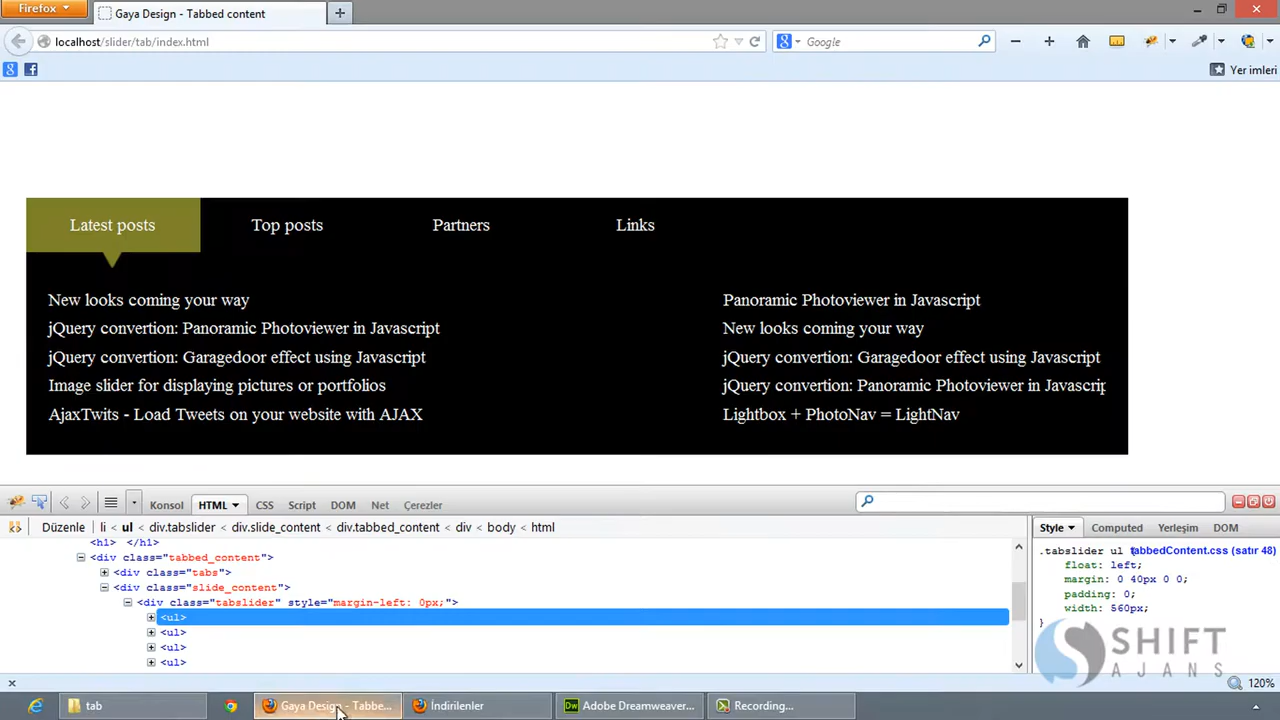 Firefox
Gaya Design - Tabbed content
localhost/slider/tab/index.html
Google
Yer imleri
Latest posts
Top posts
Partners
Links
New looks coming your way
jQuery convertion: Panoramic Photoviewer in Javascript
jQuery convertion: Garagedoor effect using Javascript
Image slider for displaying pictures or portfolios
AjaxTwits - Load Tweets on your website with AJAX
Panoramic Photoviewer in Javascript
New looks coming your way
jQuery convertion: Garagedoor effect using Javascript
jQuery convertion: Panoramic Photoviewer in Javascrip
Lightbox + PhotoNav = LightNav
Konsol
HTML
CSS
Script
DOM
Net
Çerezler
Düzenle
li < ul < div.tabslider < div.slide_content < div.tabbed_content < div < body < html
Style
Computed
Yerleşim
DOM
<h1> </h1>
<div class="tabbed_content">
<div class="tabs">
<div class="slide_content">
<div class="tabslider" style="margin-left: 0px;">
<ul>
<ul>
<ul>
<ul>
.tabslider ul { tabbedContent.css (satır 48)
float: left;
margin: 0 40px 0 0;
padding: 0;
width: 560px;
}
SHIFT
AJANS
120%
tab
Gaya Design - Tabbe...
İndirilenler
Adobe Dreamweaver...
Recording...